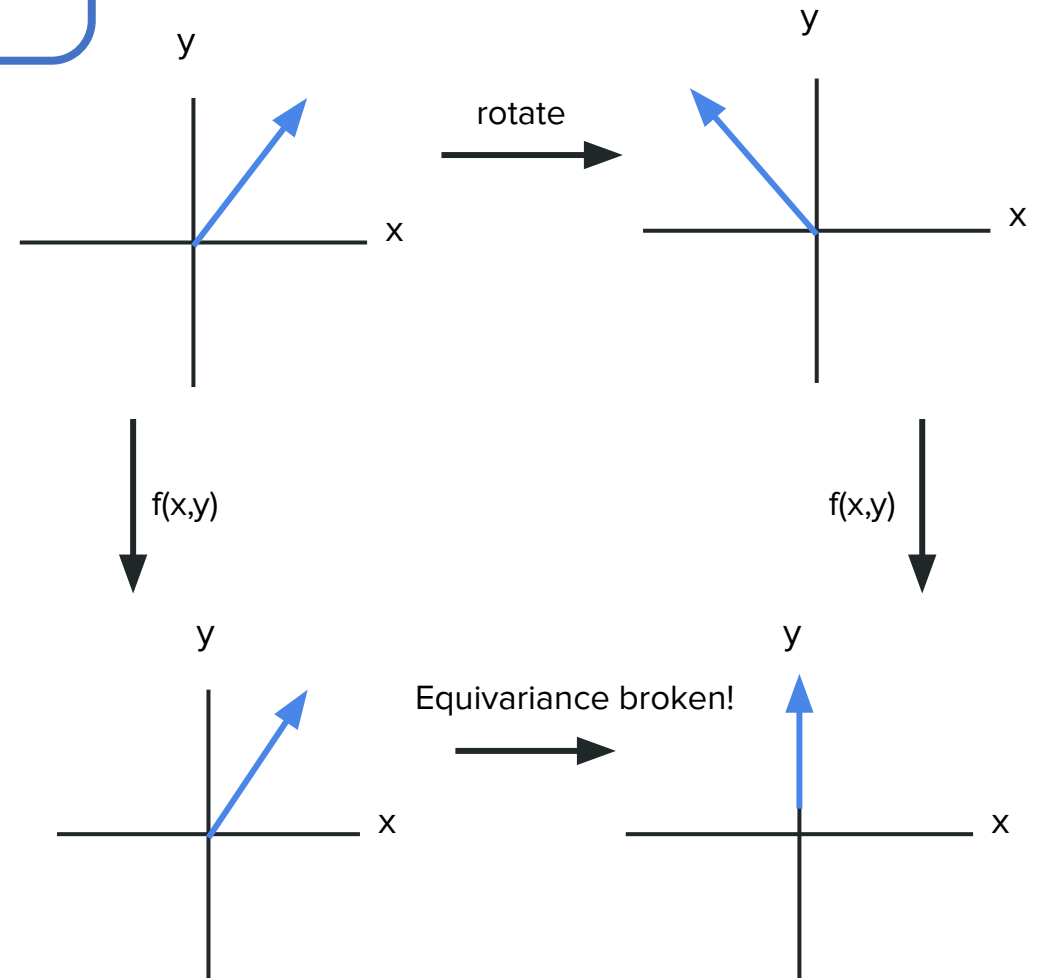 y
y
rotate
x
x
f(x,y)
f(x,y)
y
y
Equivariance broken!
x
x